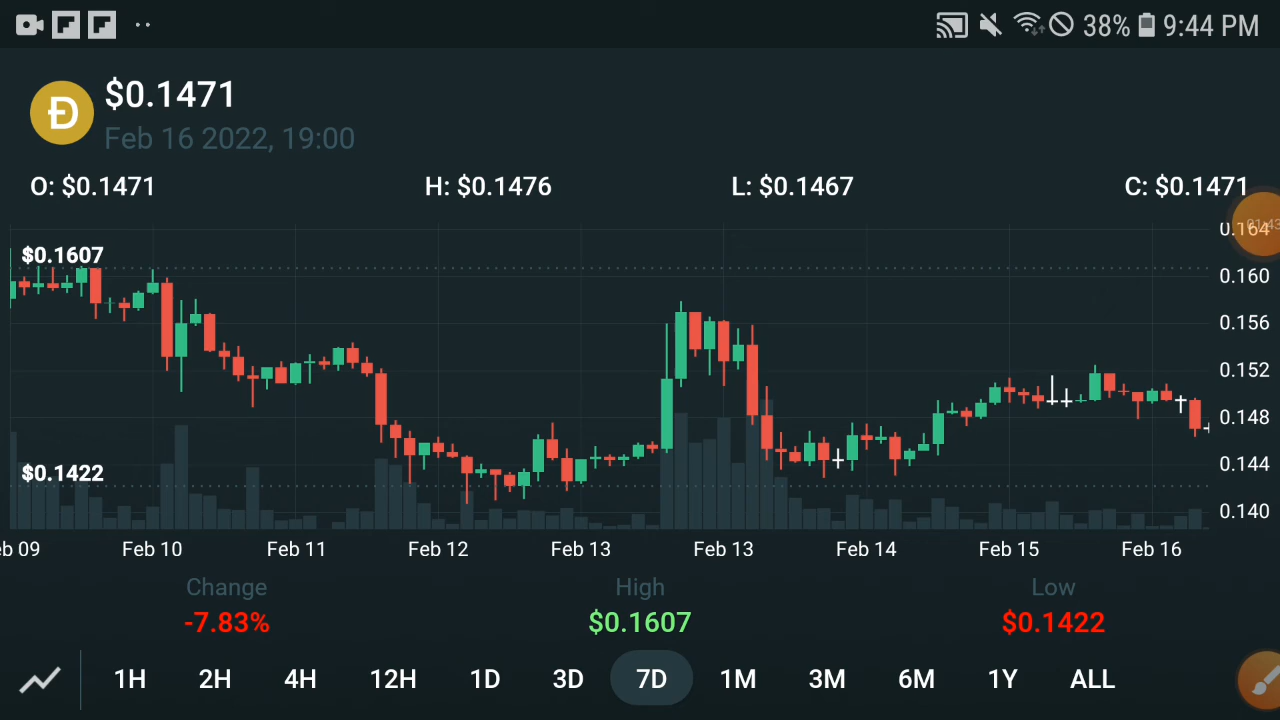 38% 9:44 PM
$0.1471
Feb 16 2022, 19:00
O: $0.1471 H: $0.1476 L: $0.1467 C: $0.1471
01:43
0.164
$0.1607
0.160
0.156
0.152
0.148
$0.1422
0.144
0.140
b 09 Feb 10 Feb 11 Feb 12 Feb 13 Feb 13 Feb 14 Feb 15 Feb 16
Change High Low
-7.83% $0.1607 $0.1422
1H 2H 4H 12H 1D 3D 7D 1M 3M 6M 1Y ALL